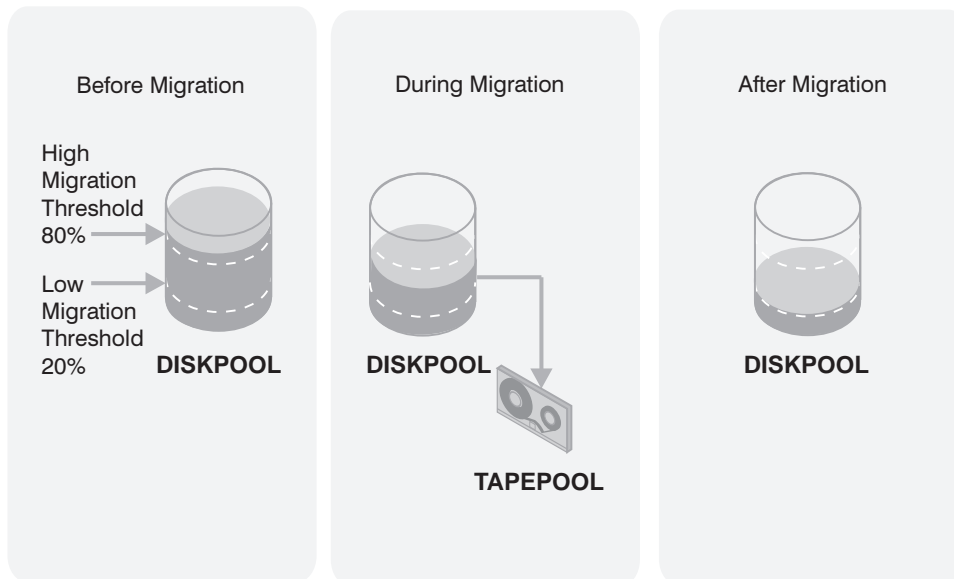 Before Migration
High
Migration
Threshold
80%
Low
Migration
Threshold
20%
DISKPOOL
During Migration
DISKPOOL
TAPEPOOL
After Migration
DISKPOOL